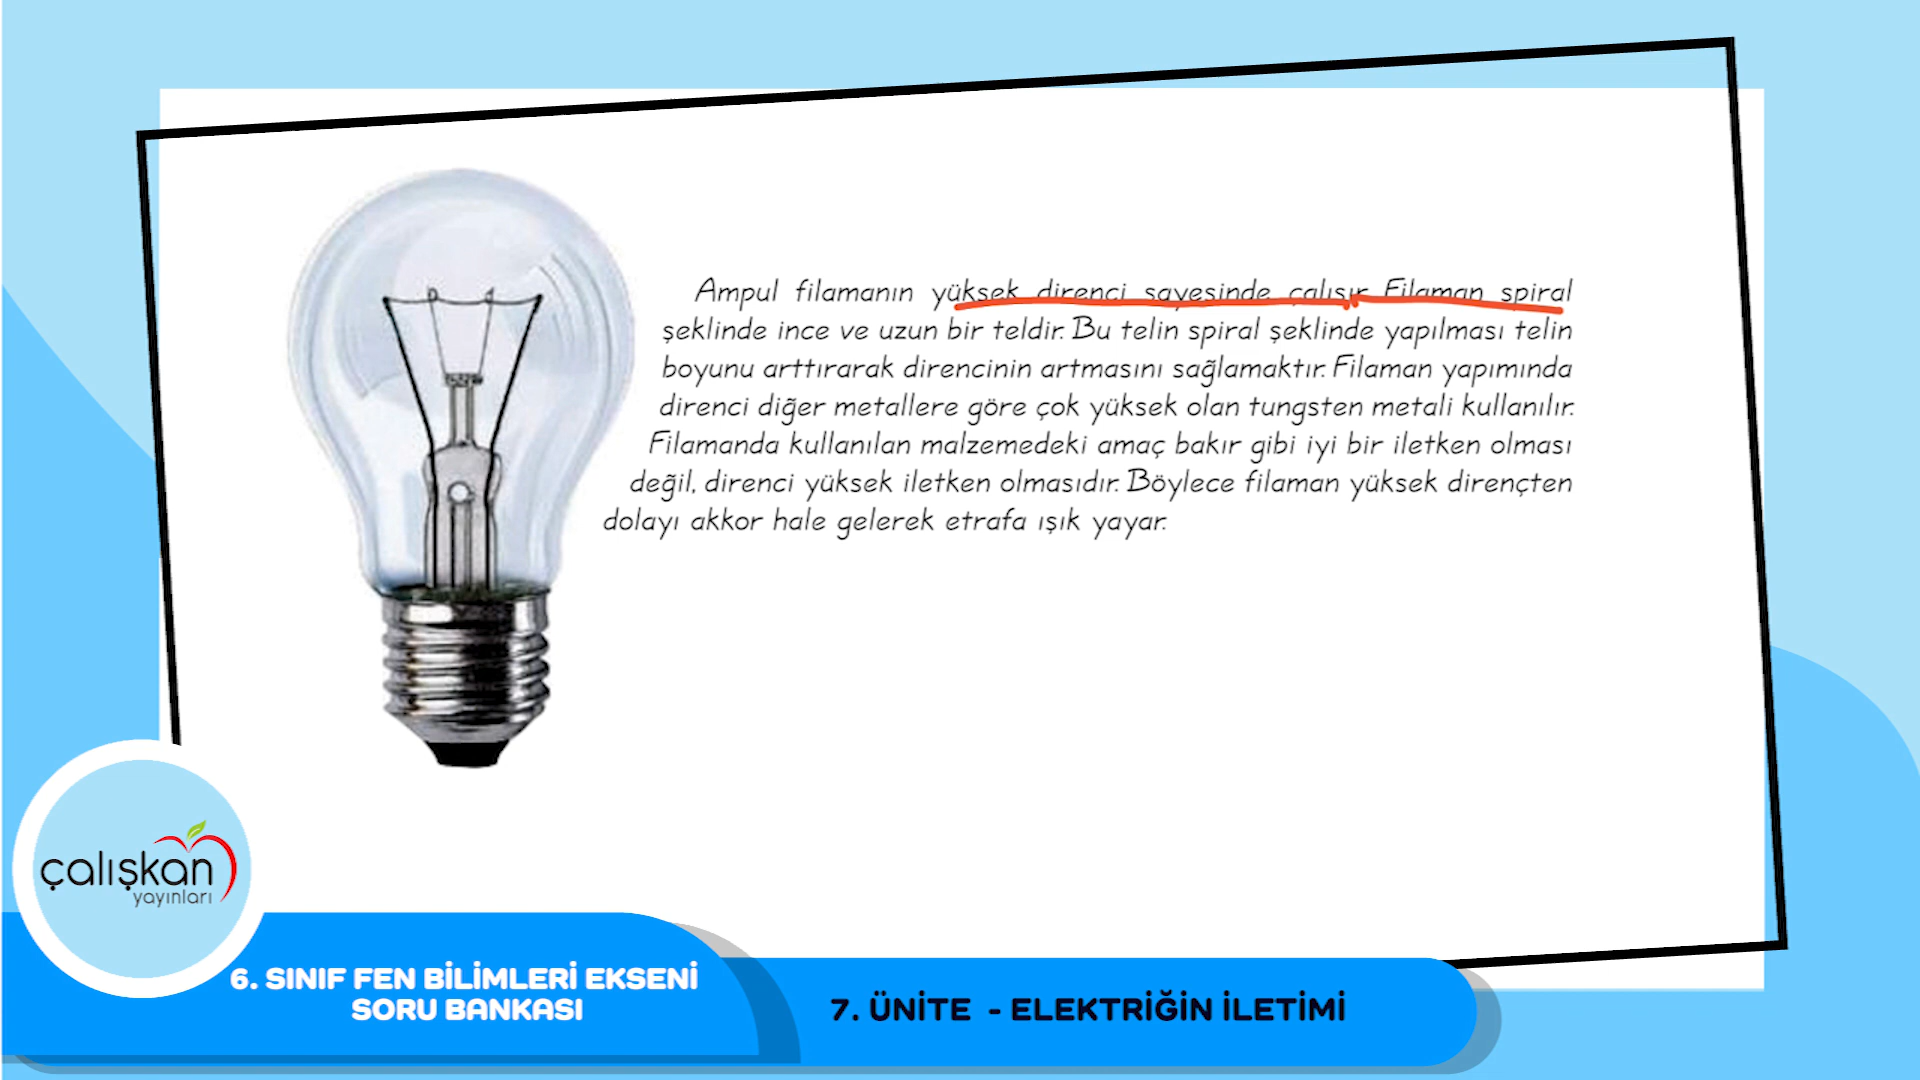 Ampul filamanın yüksek direnci sayesinde çalışır. Filaman spiral
şeklinde ince ve uzun bir teldir. Bu telin spiral şeklinde yapılması telin
boyunu arttırarak direncinin artmasını sağlamaktır. Filaman yapımında
direnci diğer metallere göre çok yüksek olan tungsten metali kullanılır.
Filamanda kullanılan malzemedeki amaç bakır gibi iyi bir iletken olması
değil, direnci yüksek iletken olmasıdır. Böylece filaman yüksek dirençten
dolayı akkor hale gelerek etrafa ışık yayar.
çalışkan
yayınları
6. SINIF FEN BİLİMLERİ EKSENİ
SORU BANKASI
7. ÜNİTE - ELEKTRİĞİN İLETİMİ